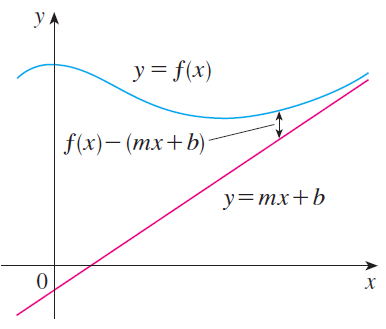 y
y = f(x)
f(x) − (mx + b)
y = mx + b
0
x